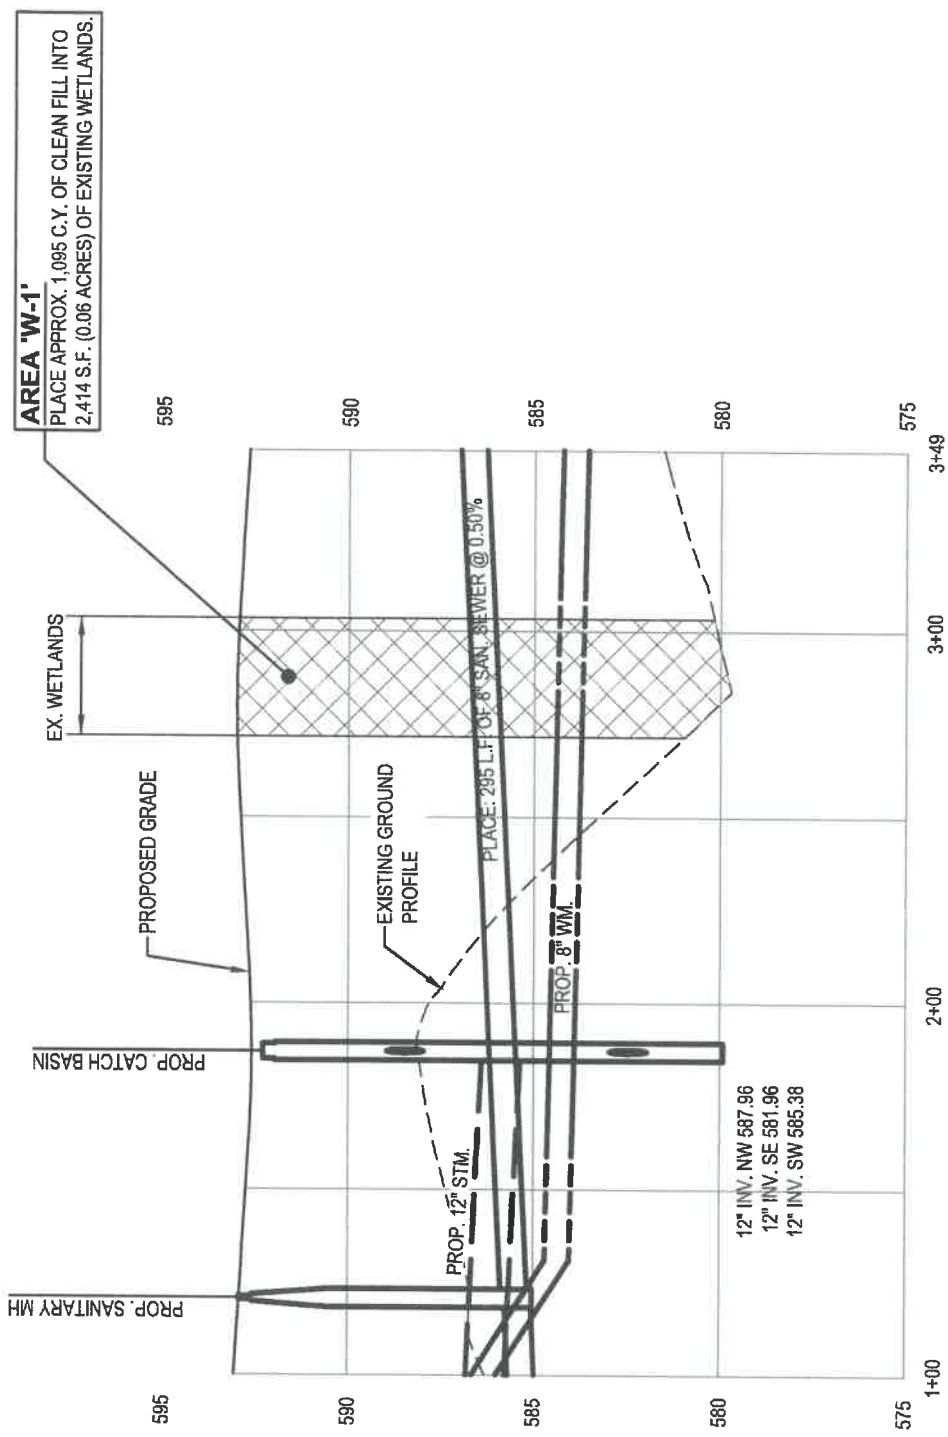 AREA 'W-1'
PLACE APPROX. 1,095 C.Y. OF CLEAN FILL INTO
2,414 S.F. (0.06 ACRES) OF EXISTING WETLANDS.
PROP. SANITARY MH
PROP. CATCH BASIN
PROPOSED GRADE
EX. WETLANDS
EXISTING GROUND
PROFILE
595
590
585
580
575
595
590
585
580
575
PROP. 12" STM.
PROP. 8" WM.
PLACE: 295 L.F. OF 8" SAN. SEWER @ 0.50%
12" INV. NW 587.96
12" INV. SE 581.96
12" INV. SW 585.38
1+00
2+00
3+00
3+49